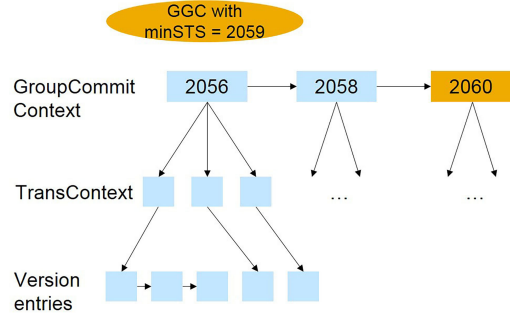 GGC with
minSTS = 2059
GroupCommit
Context
2056
2058
2060
TransContext
...
...
Version
entries